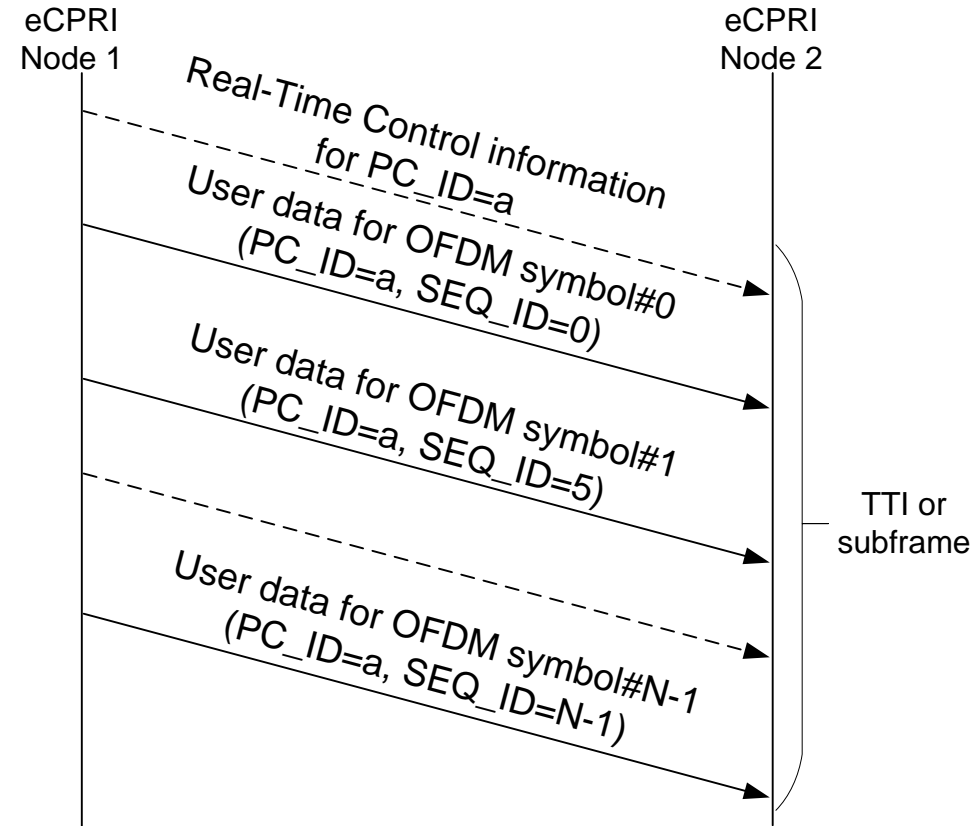 eCPRI
Node 1
eCPRI
Node 2
Real-Time Control information
for PC_ID=a
User data for OFDM symbol#0
(PC_ID=a, SEQ_ID=0)
User data for OFDM symbol#1
(PC_ID=a, SEQ_ID=5)
TTI or
subframe
User data for OFDM symbol#N-1
(PC_ID=a, SEQ_ID=N-1)